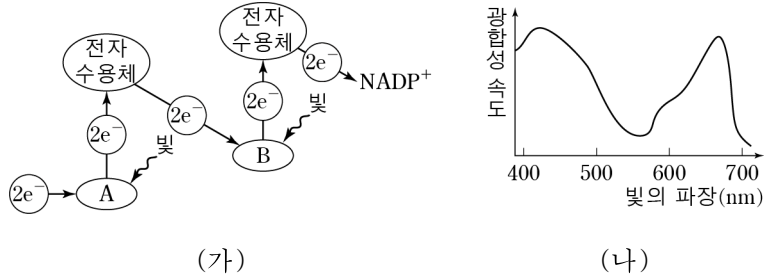 전자
수용체
2e⁻
2e⁻
빛
A
2e⁻
전자
수용체
2e⁻
NADP⁺
2e⁻
빛
B
(가)
광합성 속도
400 500 600 700
빛의 파장(nm)
(나)